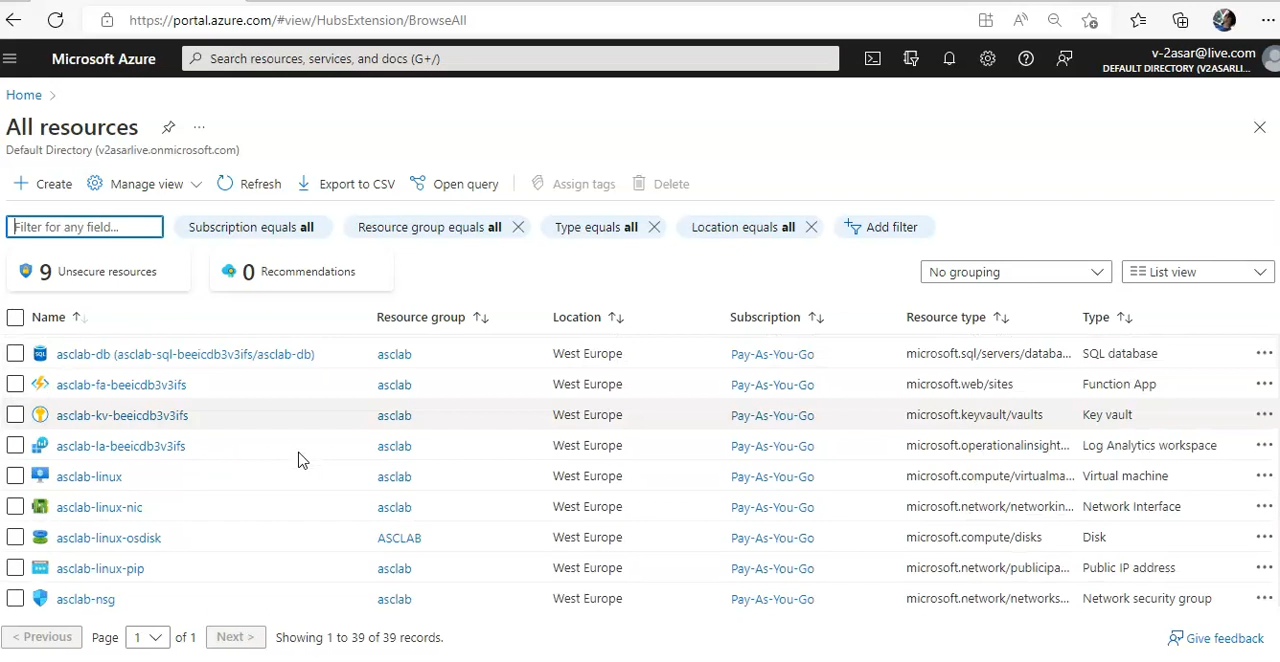 https://portal.azure.com/#view/HubsExtension/BrowseAll
Microsoft Azure
Search resources, services, and docs (G+/)
v-2asar@live.com
DEFAULT DIRECTORY (V2ASARLI...
Home >
All resources ...
Default Directory (v2asarlive.onmicrosoft.com)
+ Create Manage view Refresh Export to CSV Open query Assign tags Delete
Filter for any field... Subscription equals all Resource group equals all Type equals all Location equals all Add filter
9 Unsecure resources 0 Recommendations No grouping List view
Name Resource group Location Subscription Resource type Type
asclab-db (asclab-sql-beeicdb3v3ifs/asclab-db) asclab West Europe Pay-As-You-Go microsoft.sql/servers/databa... SQL database
asclab-fa-beeicdb3v3ifs asclab West Europe Pay-As-You-Go microsoft.web/sites Function App
asclab-kv-beeicdb3v3ifs asclab West Europe Pay-As-You-Go microsoft.keyvault/vaults Key vault
asclab-la-beeicdb3v3ifs asclab West Europe Pay-As-You-Go microsoft.operationalinsight... Log Analytics workspace
asclab-linux asclab West Europe Pay-As-You-Go microsoft.compute/virtualma... Virtual machine
asclab-linux-nic asclab West Europe Pay-As-You-Go microsoft.network/networkin... Network Interface
asclab-linux-osdisk ASCLAB West Europe Pay-As-You-Go microsoft.compute/disks Disk
asclab-linux-pip asclab West Europe Pay-As-You-Go microsoft.network/publicipa... Public IP address
asclab-nsg asclab West Europe Pay-As-You-Go microsoft.network/networks... Network security group
< Previous Page 1 of 1 Next > Showing 1 to 39 of 39 records. Give feedback